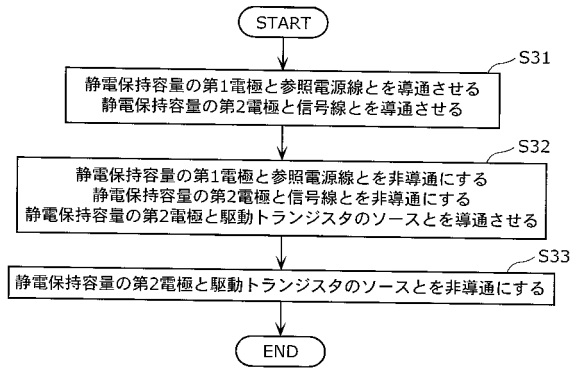 START
S31
静電保持容量の第1電極と参照電源線とを導通させる
静電保持容量の第2電極と信号線とを導通させる
S32
静電保持容量の第1電極と参照電源線とを非導通にする
静電保持容量の第2電極と信号線とを非導通にする
静電保持容量の第2電極と駆動トランジスタのソースとを導通させる
S33
静電保持容量の第2電極と駆動トランジスタのソースとを非導通にする
END